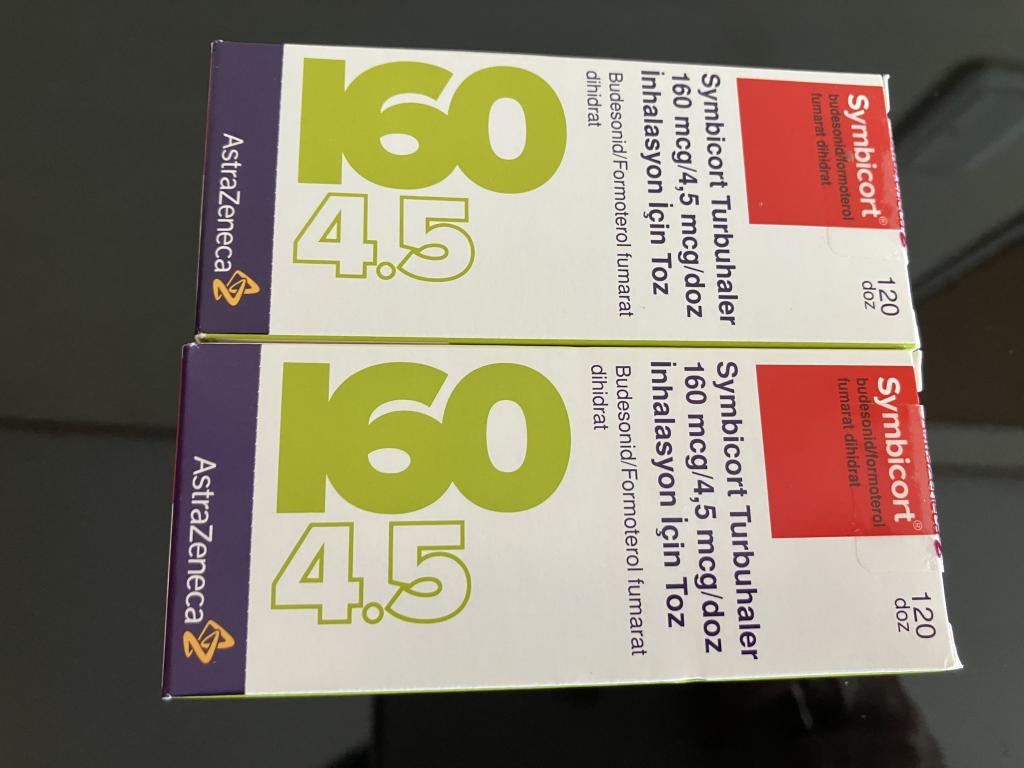 Symbicort®
budesonid/formoterol
fumarat dihidrat
120
doz
Symbicort Turbuhaler
160 mcg/4,5 mcg/doz
İnhalasyon İçin Toz
Budesonid/Formoterol fumarat
dihidrat
160
4.5
AstraZeneca
Symbicort®
budesonid/formoterol
fumarat dihidrat
120
doz
Symbicort Turbuhaler
160 mcg/4,5 mcg/doz
inhalasyon İçin Toz
Budesonid/Formoterol fumarat
dihidrat
160
4.5
AstraZeneca